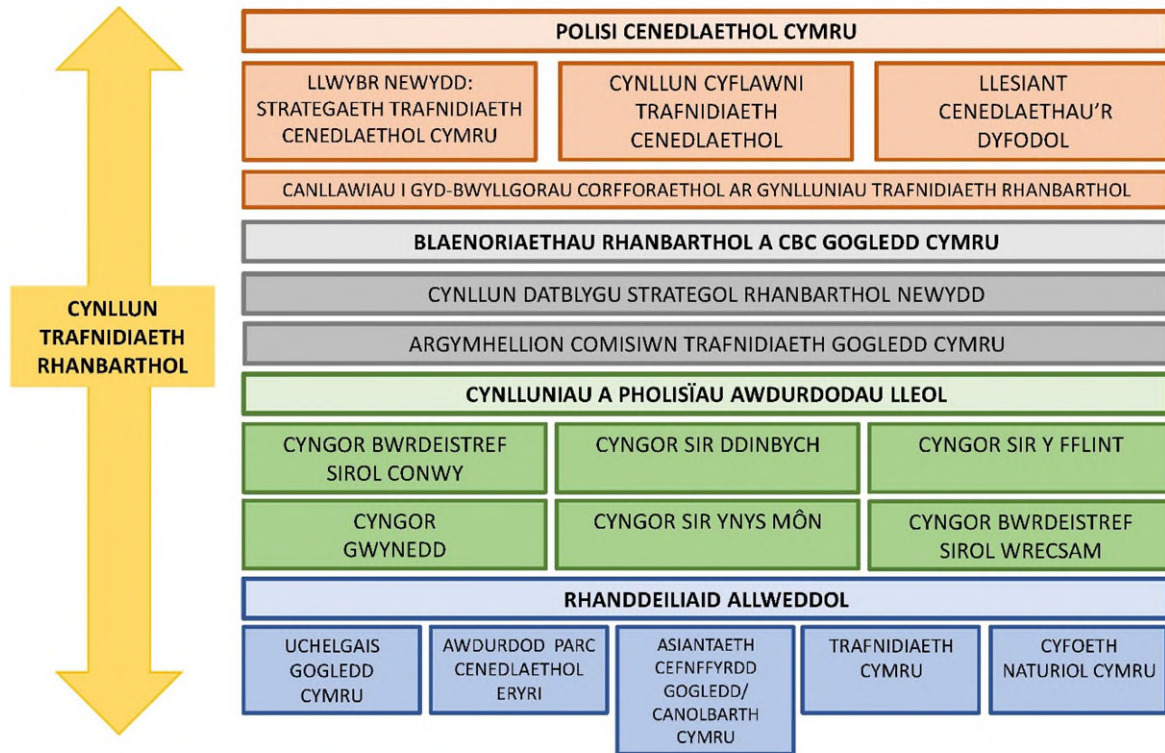 POLISI CENEDLAETHOL CYMRU
LLWYBR NEWYDD:
STRATEGAETH TRAFNIDIAETH
CENEDLAETHOL CYMRU
CYNLLUN CYFLAWNI
TRAFNIDIAETH
CENEDLAETHOL
LLESIANT
CENEDLAETHAU’R
DYFODOL
CANLLAWIAU I GYD-BWYLLGORAU CORFFORAETHOL AR GYNLLUNIAU TRAFNIDIAETH RHANBARTHOL
BLAENORIAETHAU RHANBARTHOL A CBC GOGLEDD CYMRU
CYNLLUN DATBLYGU STRATEGOL RHANBARTHOL NEWYDD
ARGYMHELLION COMISIWN TRAFNIDIAETH GOGLEDD CYMRU
CYNLLUN
TRAFNIDIAETH
RHANBARTHOL
CYNLLUNIAU A PHOLISÏAU AWDURDODAU LLEOL
CYNGOR BWRDEISTREF
SIROL CONWY
CYNGOR SIR DDINBYCH
CYNGOR SIR Y FFLINT
CYNGOR
GWYNEDD
CYNGOR SIR YNYS MÔN
CYNGOR BWRDEISTREF
SIROL WRECSAM
RHANDDEILIAID ALLWEDDOL
UCHELGAIS
GOGLEDD
CYMRU
AWDURDOD PARC
CENEDLAETHOL
ERYRI
ASIANTAETH
CEFNFFYRDD
GOGLEDD/
CANOLBARTH
CYMRU
TRAFNIDIAETH
CYMRU
CYFOETH
NATURIOL CYMRU